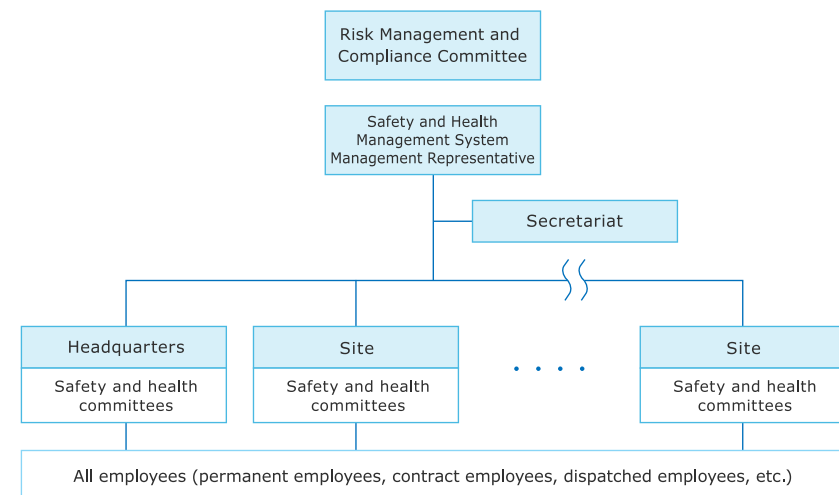 Risk Management and
Compliance Committee
Safety and Health
Management System
Management Representative
Secretariat
Headquarters
Safety and health
committees
Site
Safety and health
committees
Site
Safety and health
committees
All employees (permanent employees, contract employees, dispatched employees, etc.)